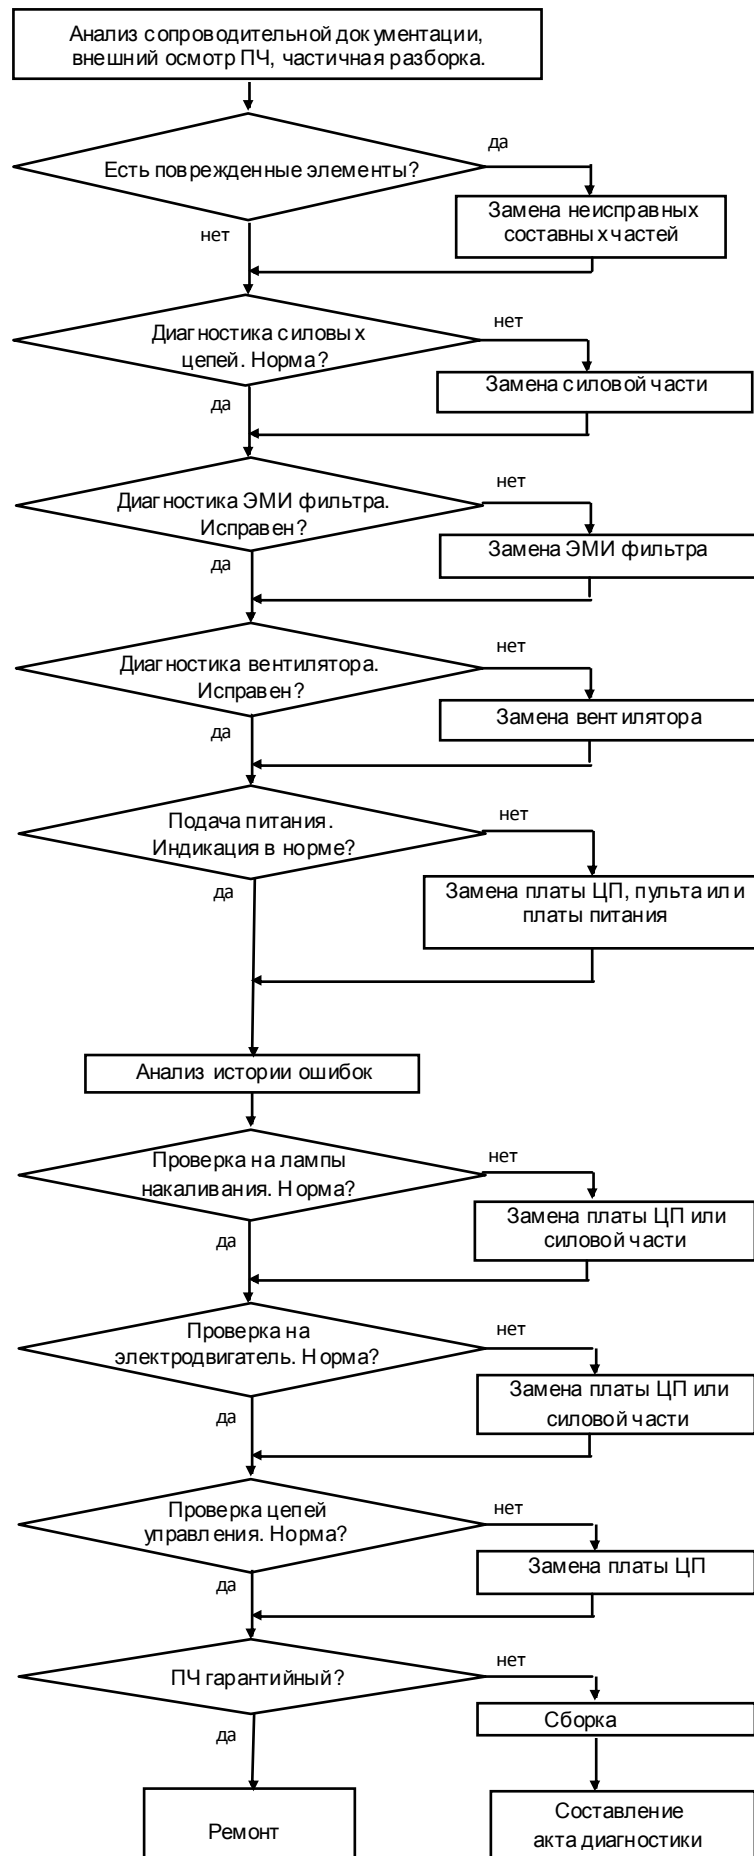 Анализ сопроводительной документации,
внешний осмотр ПЧ, частичная разборка.
да
Есть поврежденные элементы?
Замена неисправных
составных частей
нет
нет
Диагностика силовых
цепей. Норма?
Замена силовой части
да
нет
Диагностика ЭМИ фильтра.
Исправен?
Замена ЭМИ фильтра
да
нет
Диагностика вентилятора.
Исправен?
Замена вентилятора
да
нет
Подача питания.
Индикация в норме?
Замена платы ЦП, пульта или
платы питания
да
Анализ истории ошибок
нет
Проверка на лампы
накаливания. Норма?
Замена платы ЦП или
силовой части
да
нет
Проверка на
электродвигатель. Норма?
Замена платы ЦП или
силовой части
да
нет
Проверка цепей
управления. Норма?
Замена платы ЦП
да
нет
ПЧ гарантийный?
Сборка
да
Ремонт
Составление
акта диагностики